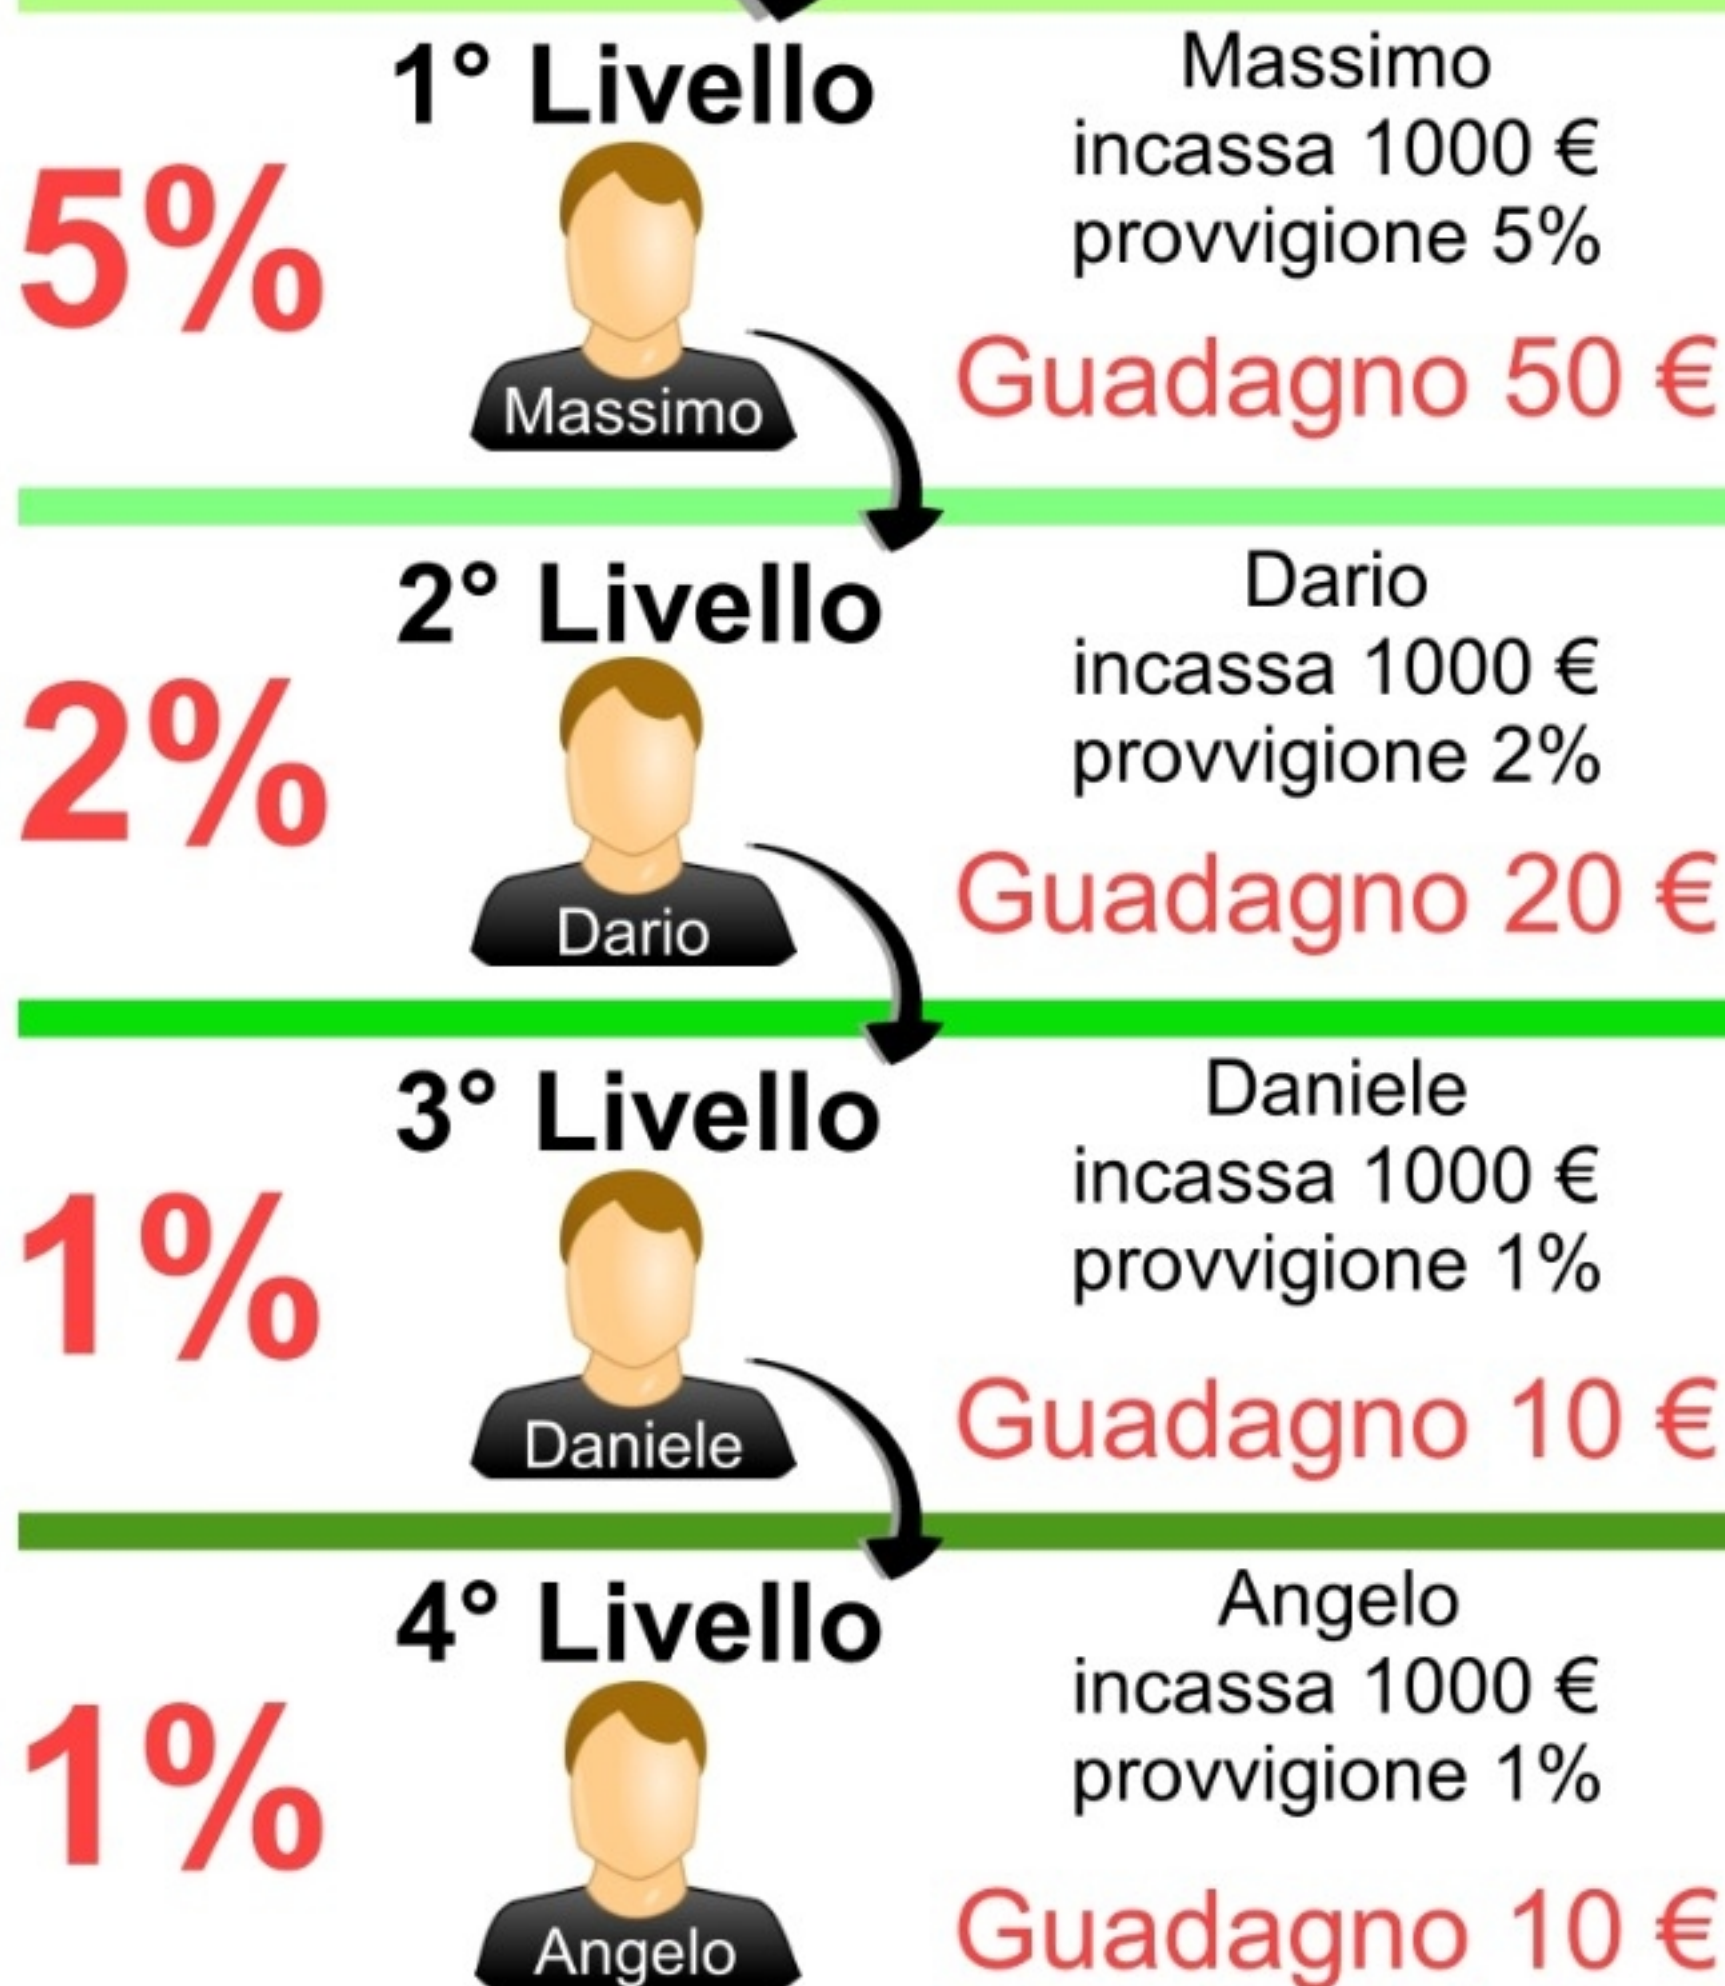 1° Livello
5%
Massimo
Massimo
incassa 1000 €
provvigione 5%
Guadagno 50 €
2° Livello
2%
Dario
Dario
incassa 1000 €
provvigione 2%
Guadagno 20 €
3° Livello
1%
Daniele
Daniele
incassa 1000 €
provvigione 1%
Guadagno 10 €
4° Livello
1%
Angelo
Angelo
incassa 1000 €
provvigione 1%
Guadagno 10 €